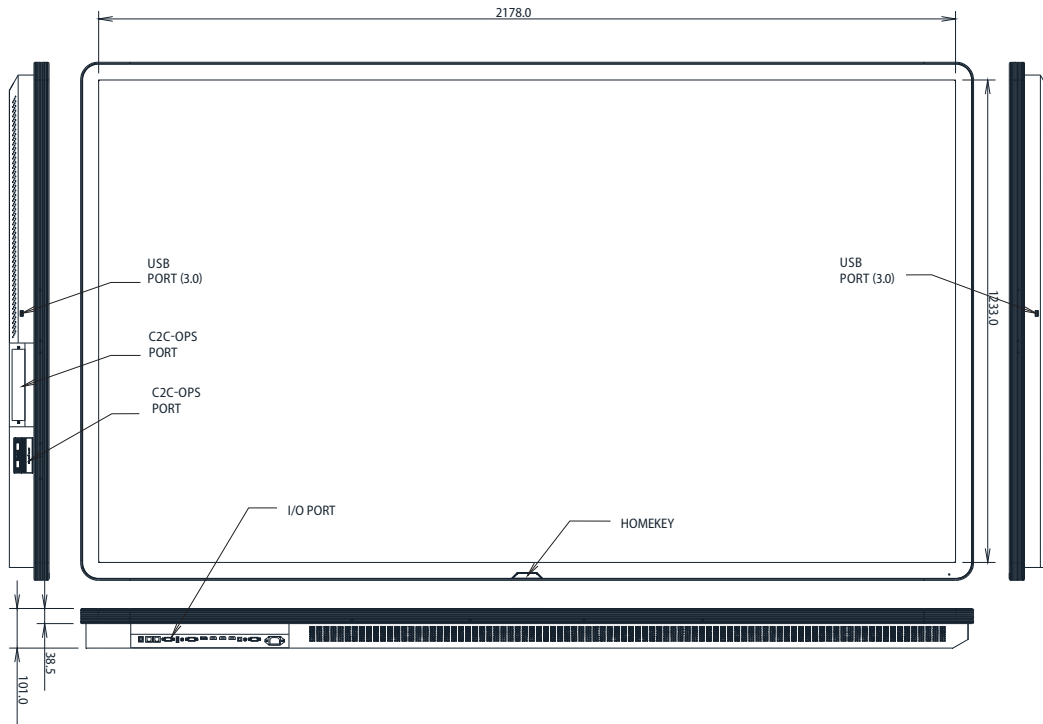 2178.0
USB
PORT (3.0)
USB
PORT (3.0)
1233.0
C2C-OPS
PORT
C2C-OPS
PORT
I/O PORT
HOMEKEY
38.5
101.0